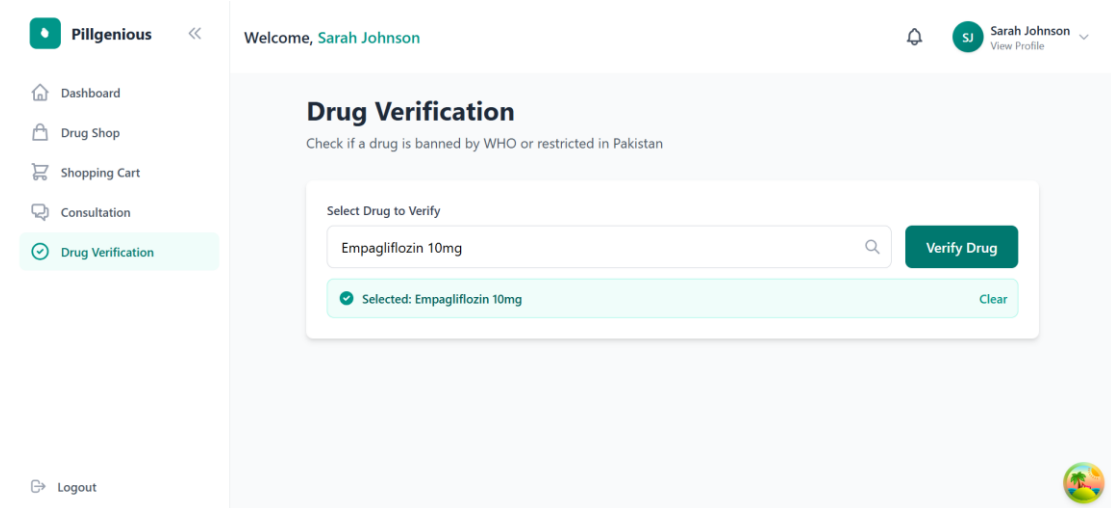 Pillgenious
Dashboard
Drug Shop
Shopping Cart
Consultation
Drug Verification
Logout
Welcome, Sarah Johnson
SJ
Sarah Johnson
View Profile
Drug Verification
Check if a drug is banned by WHO or restricted in Pakistan
Select Drug to Verify
Empagliflozin 10mg
Verify Drug
Selected: Empagliflozin 10mg
Clear